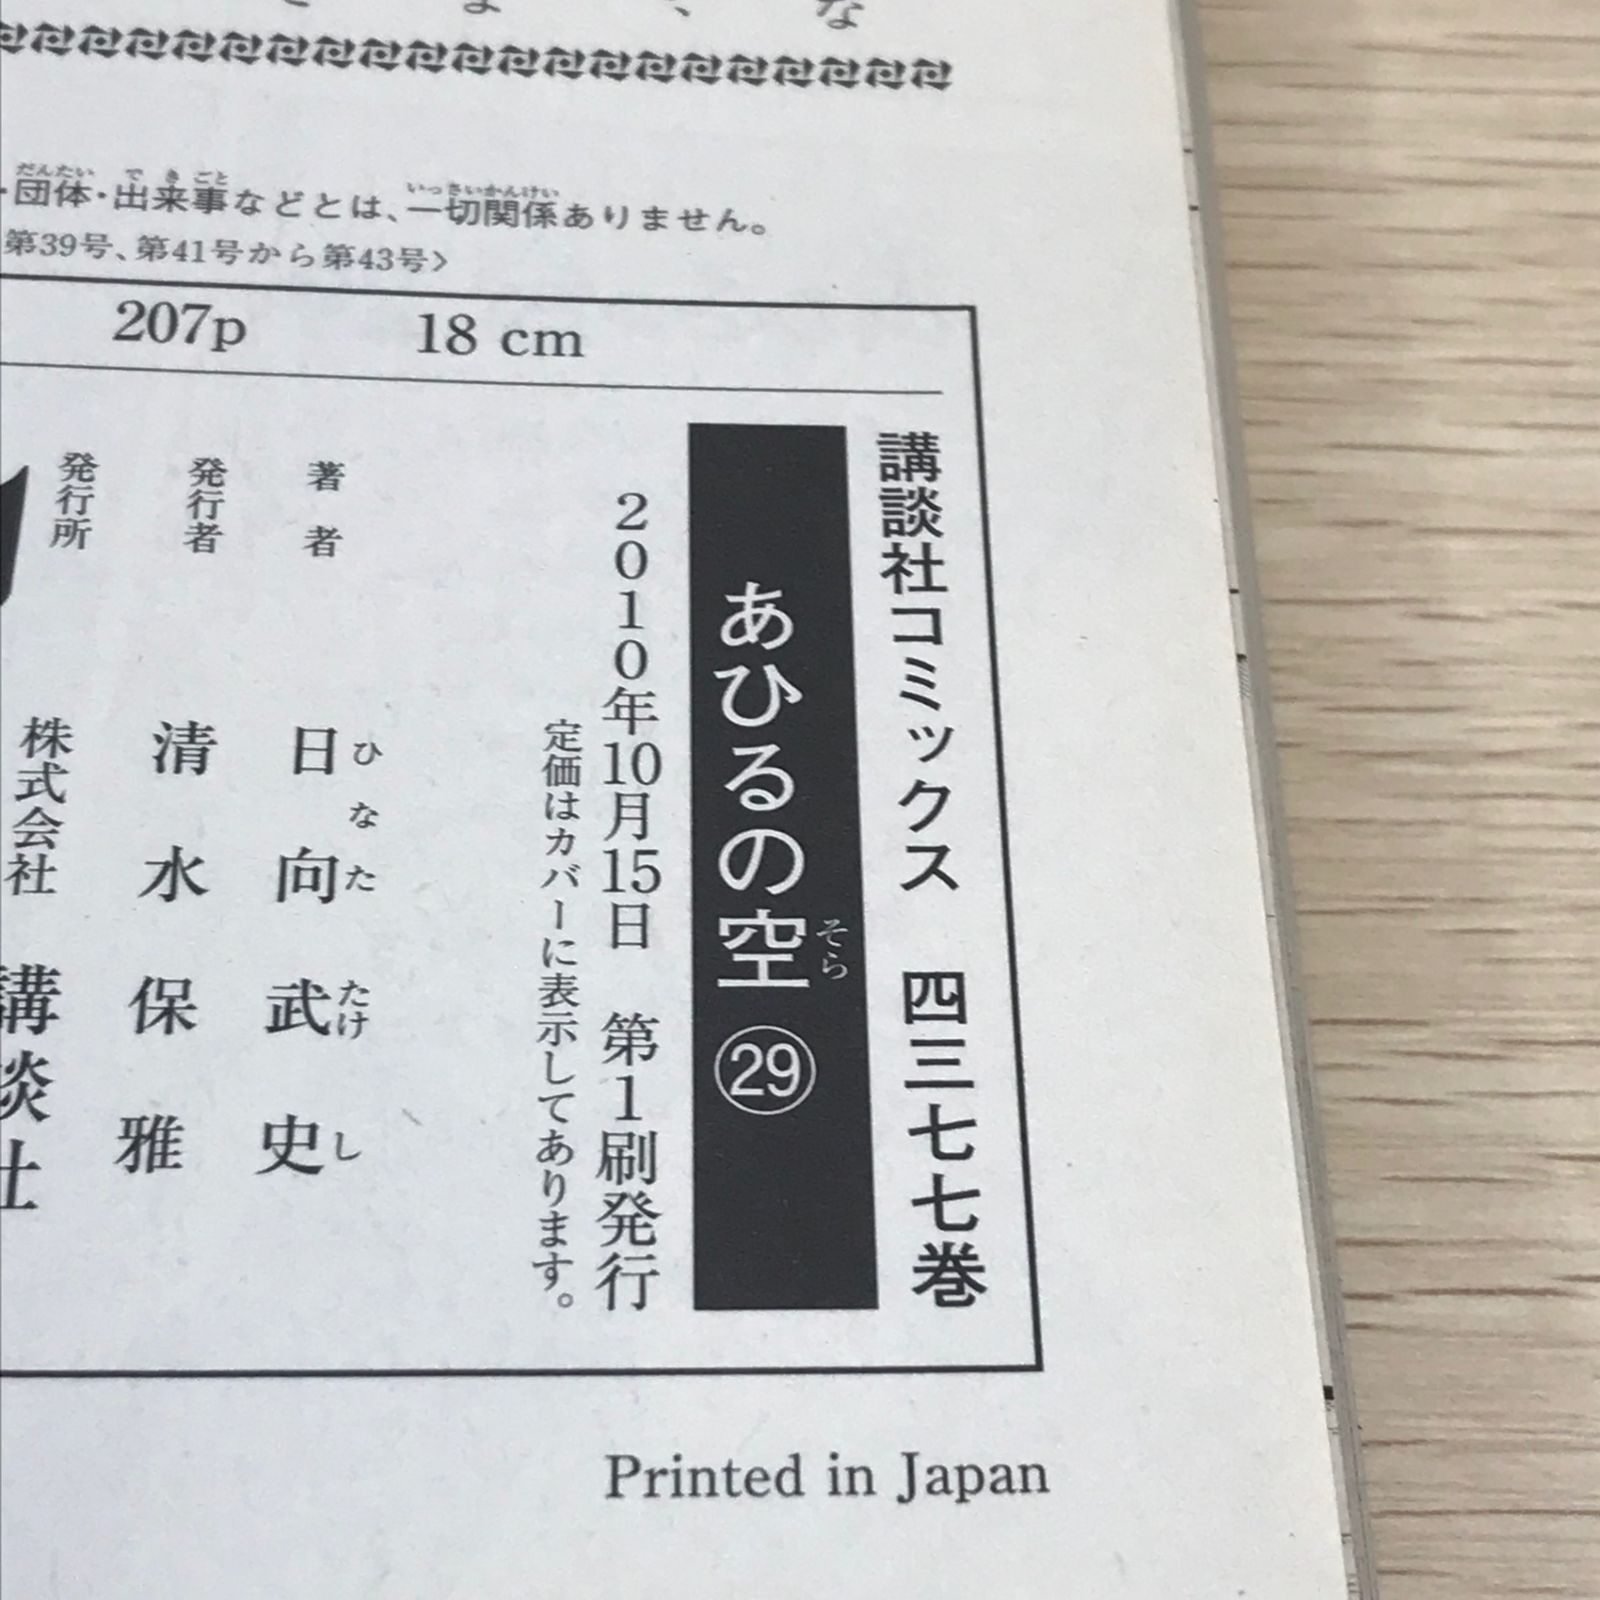 団体・出来事などとは、一切関係ありません。
第39号、第41号から第43号〉
207p 18 cm
講談社コミックス 四三七七巻
あひるの空 ㉙
2010年10月15日 第1刷発行
定価はカバーに表示してあります。
著者 日向武史
発行者 清水保雅
発行所 株式会社 講談社
Printed in Japan